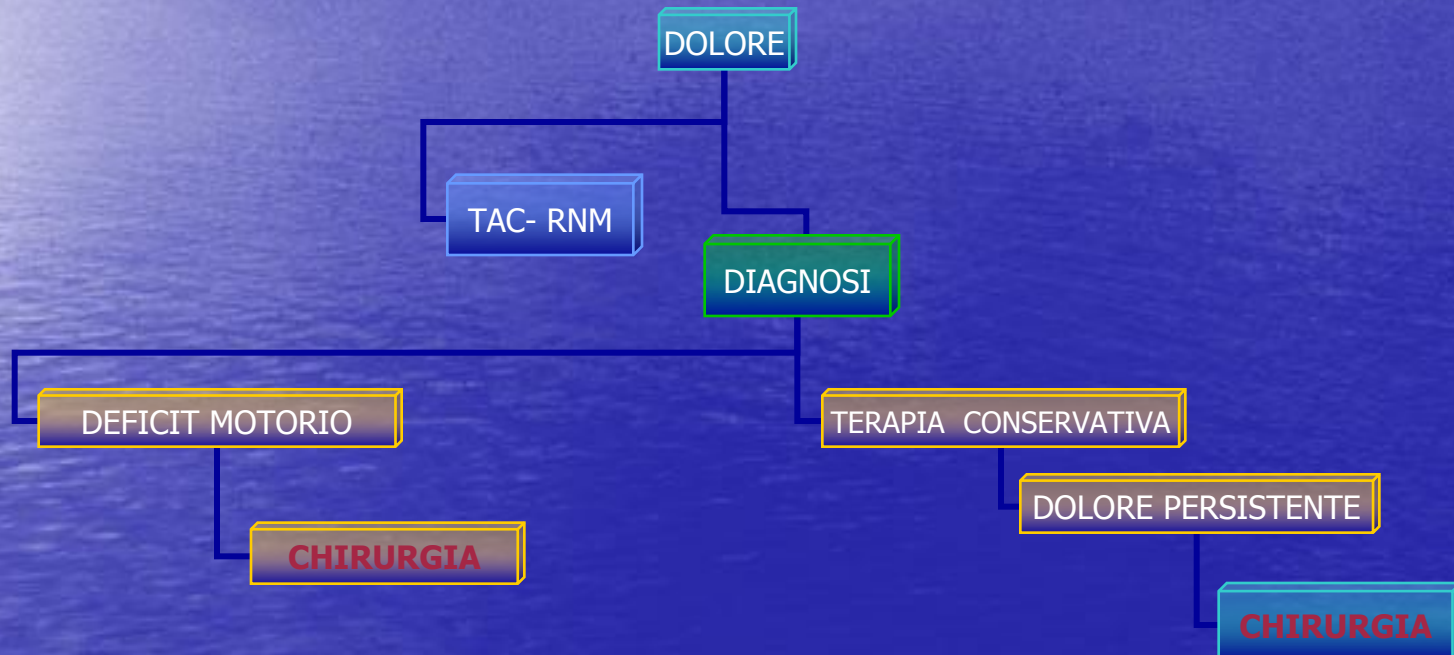 DOLORE
TAC- RNM
DIAGNOSI
DEFICIT MOTORIO
TERAPIA CONSERVATIVA
DOLORE PERSISTENTE
CHIRURGIA
CHIRURGIA